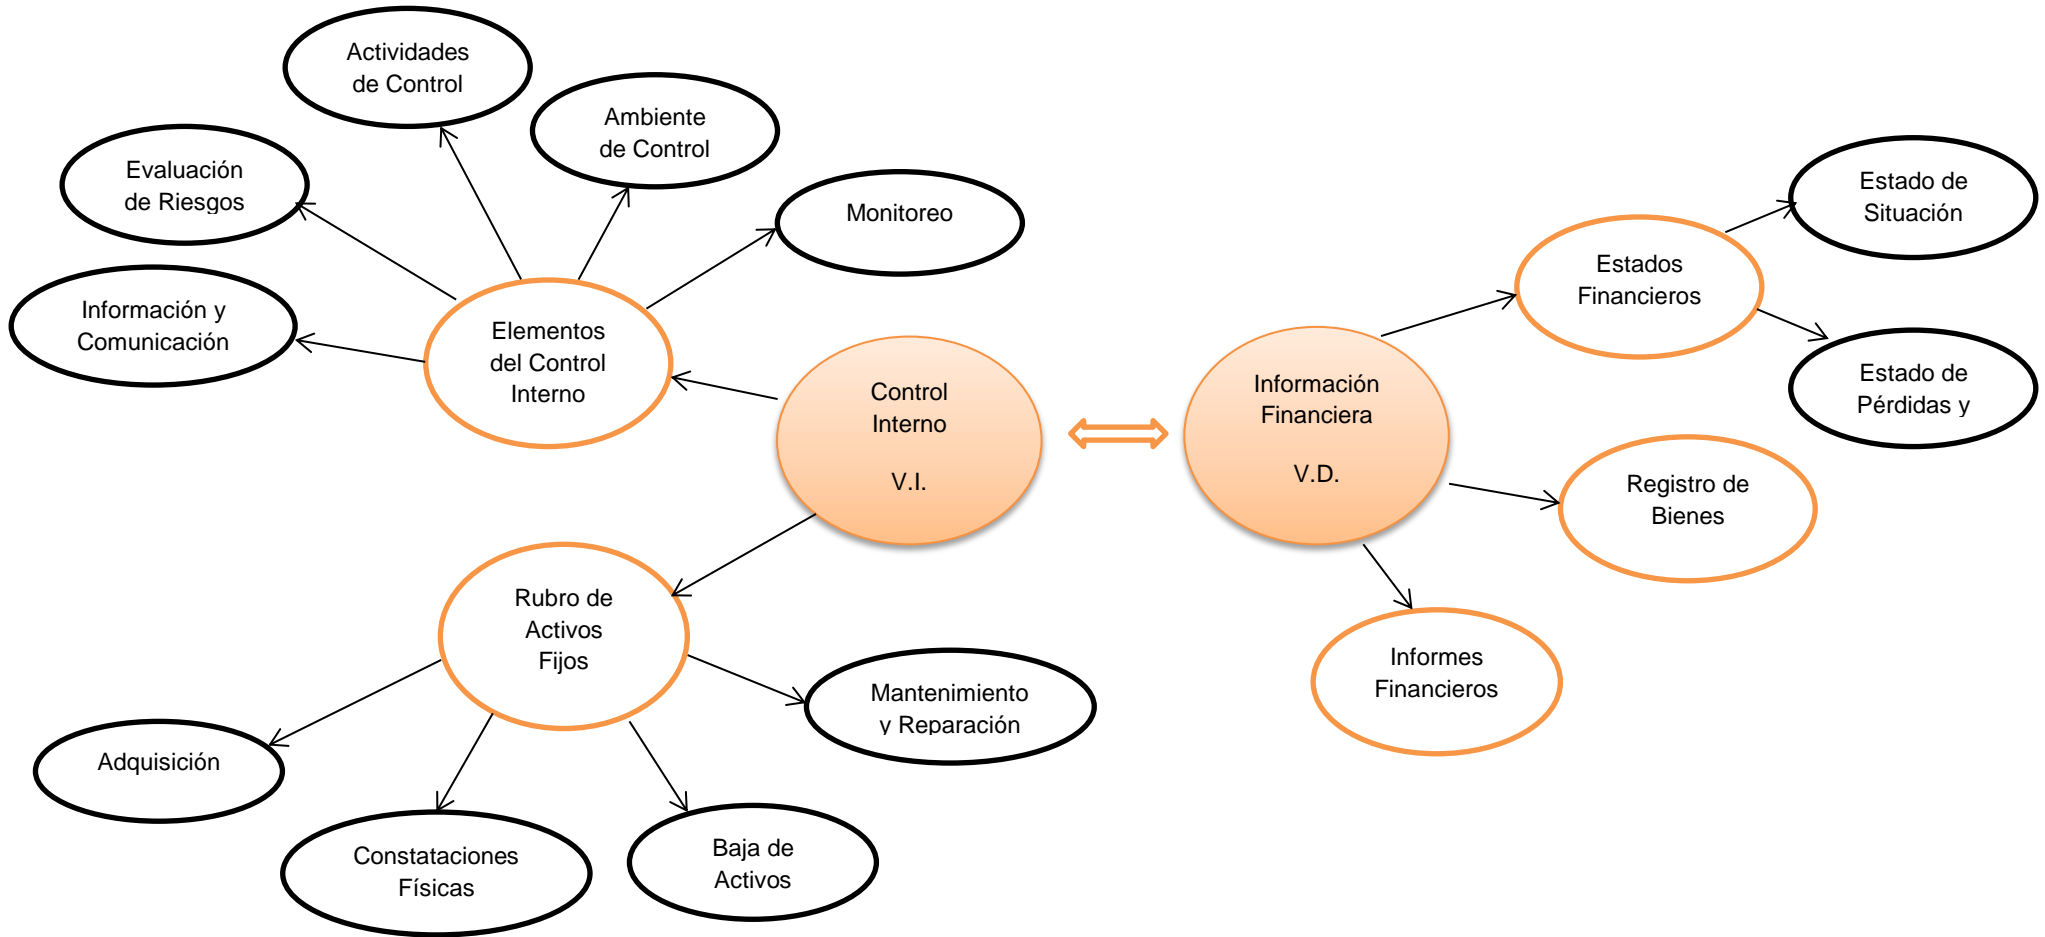 Actividades
de Control
Ambiente
de Control
Evaluación
de Riesgos
Monitoreo
Información y
Comunicación
Elementos
del Control
Interno
Control
Interno
V.I.
Información
Financiera
V.D.
Estados
Financieros
Estado de
Situación
Estado de
Pérdidas y
Registro de
Bienes
Informes
Financieros
Rubro de
Activos
Fijos
Mantenimiento
y Reparación
Adquisición
Constataciones
Físicas
Baja de
Activos